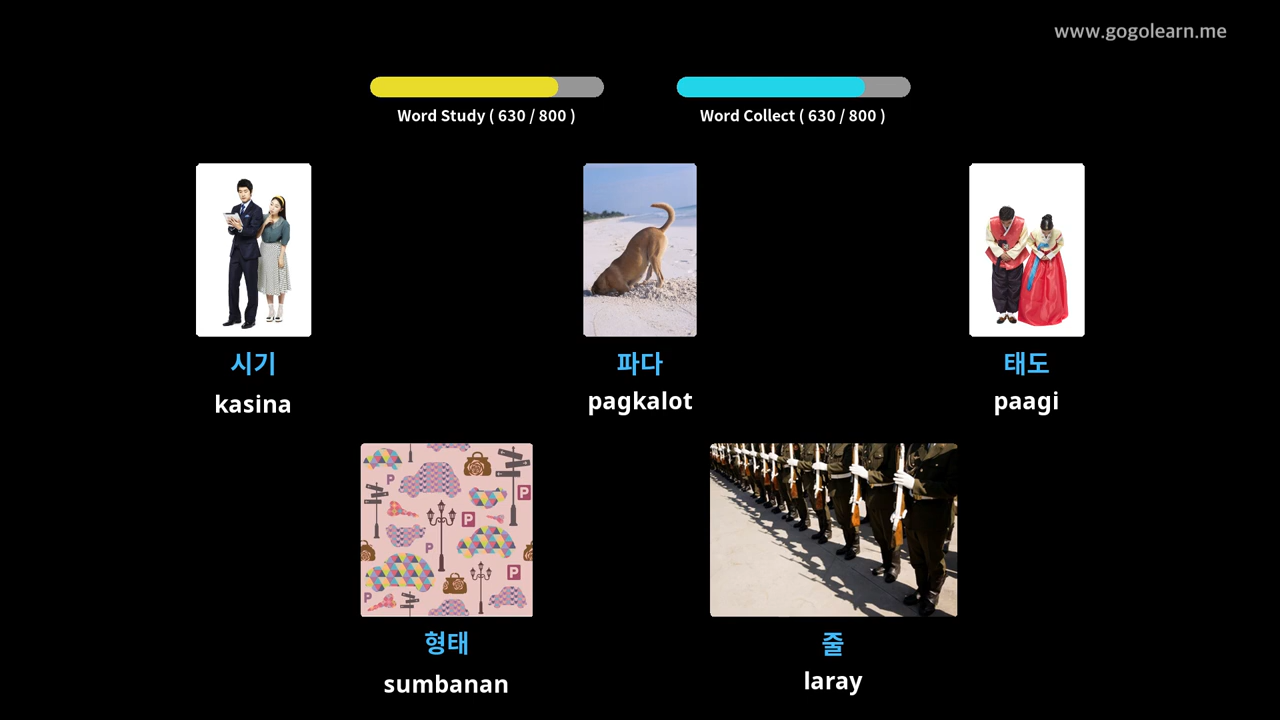 www.gogolearn.me
Word Study ( 630 / 800 )
Word Collect ( 630 / 800 )
시기
kasina
파다
pagkalot
태도
paagi
형태
sumbanan
줄
laray
P
P
P
P
P
P